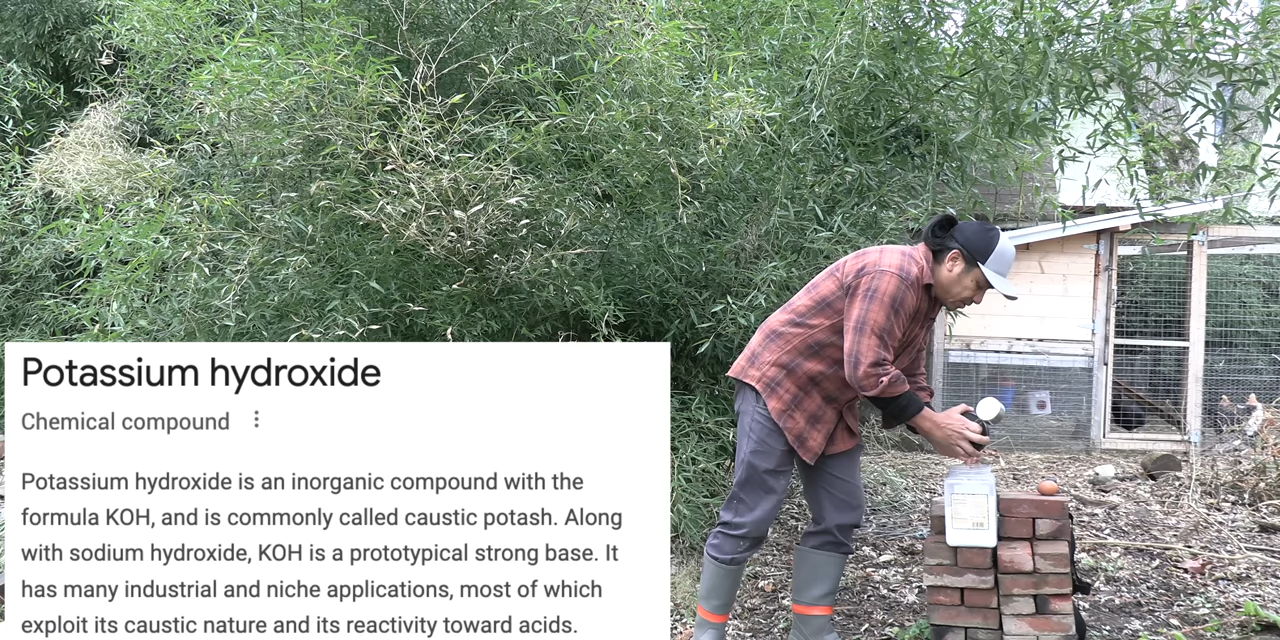 Potassium hydroxide
Chemical compound
Potassium hydroxide is an inorganic compound with the
formula KOH, and is commonly called caustic potash. Along
with sodium hydroxide, KOH is a prototypical strong base. It
has many industrial and niche applications, most of which
exploit its caustic nature and its reactivity toward acids.